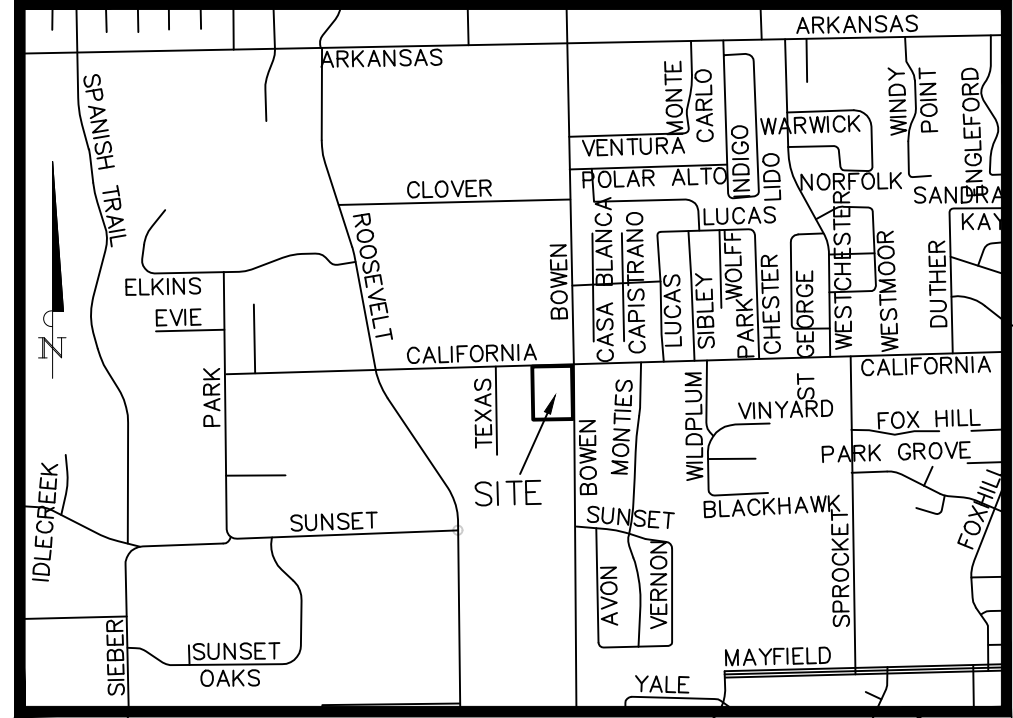 ARKANSAS
ARKANSAS
SPANISH TRAIL
MONTE
CARLO
WINDY
POINT
ENGLEFORD
WARWICK
VENTURA
INDIGO
LIDO
POLAR ALTO
NORFOLK
CLOVER
SANDRA
KAY
LUCAS
ROOSEVELT
BOWEN
CASA BLANCA
CAPISTRANO
LUCAS
SIBLEY
WOLFF
PARK
CHESTER
GEORGE
WESTCHESTER
WESTMOOR
DUTHER
ELKINS
EVIE
N
CALIFORNIA
CALIFORNIA
PARK
TEXAS
BOWEN
MONTIES
WILDPLUM
ST
VINYARD
FOX HILL
PARK GROVE
SITE
IDLECREEK
BLACKHAWK
FOXHILL
SUNSET
SUNSET
SPROCKET
AVON
VERNON
SIEBER
SUNSET
OAKS
MAYFIELD
YALE